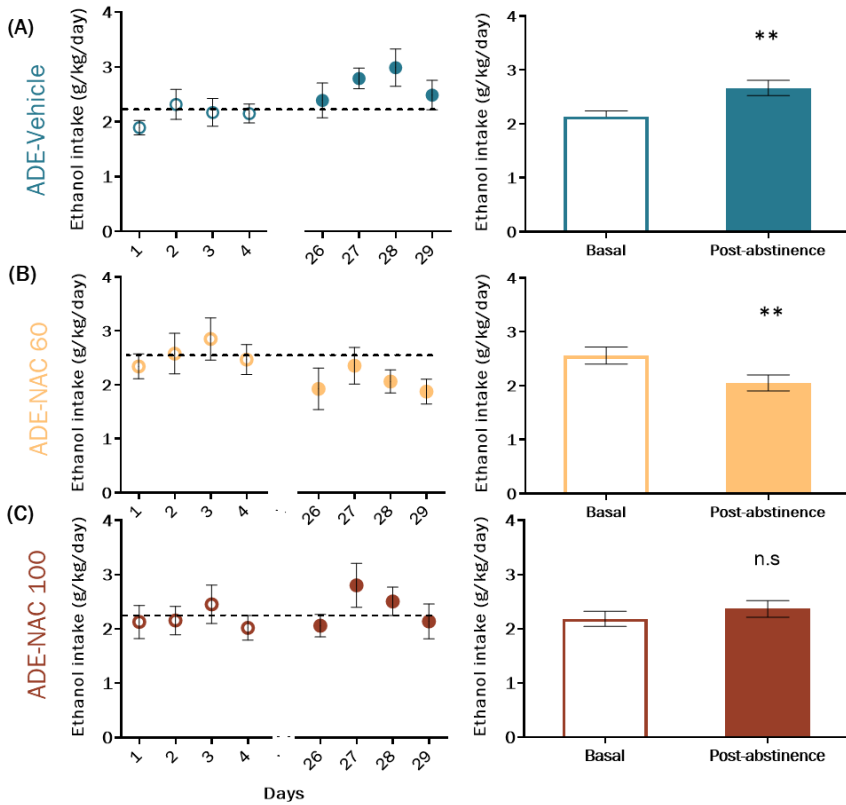 (A)
ADE-Vehicle
Ethanol intake (g/kg/day)
4
3
2
1
0
1
2
3
4
26
27
28
29
Ethanol intake (g/kg/day)
4
3
2
1
0
**
Basal
Post-abstinence
(B)
ADE-NAC 60
Ethanol intake (g/kg/day)
4
3
2
1
0
1
2
3
4
26
27
28
29
Ethanol intake (g/kg/day)
4
3
2
1
0
**
Basal
Post-abstinence
(C)
ADE-NAC 100
Ethanol intake (g/kg/day)
4
3
2
1
0
1
2
3
4
26
27
28
29
Days
Ethanol intake (g/kg/day)
4
3
2
1
0
n.s
Basal
Post-abstinence